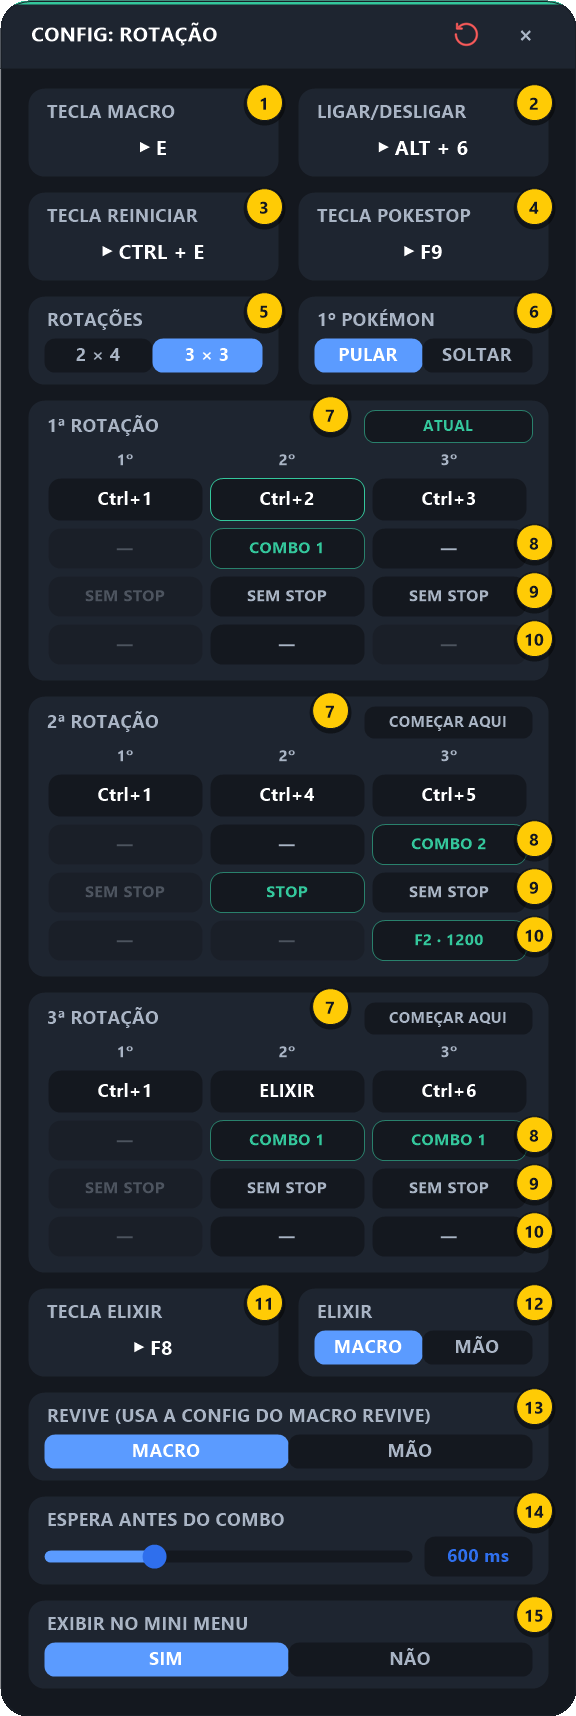 CONFIG: ROTAÇÃO ×
TECLA MACRO 1
E
LIGAR/DESLIGAR 2
ALT + 6
TECLA REINICIAR 3
CTRL + E
TECLA POKESTOP 4
F9
ROTAÇÕES 5
2 × 4 3 × 3
1º POKÉMON 6
PULAR SOLTAR
1ª ROTAÇÃO 7 ATUAL
1º 2º 3º
Ctrl+1 Ctrl+2 Ctrl+3
— COMBO 1 — 8
SEM STOP SEM STOP SEM STOP 9
— — — 10
2ª ROTAÇÃO 7 COMEÇAR AQUI
1º 2º 3º
Ctrl+1 Ctrl+4 Ctrl+5
— — COMBO 2 8
SEM STOP STOP SEM STOP 9
— — F2 · 1200 10
3ª ROTAÇÃO 7 COMEÇAR AQUI
1º 2º 3º
Ctrl+1 ELIXIR Ctrl+6
— COMBO 1 COMBO 1 8
SEM STOP SEM STOP SEM STOP 9
— — — 10
TECLA ELIXIR 11
F8
ELIXIR 12
MACRO MÃO
REVIVE (USA A CONFIG DO MACRO REVIVE) 13
MACRO MÃO
ESPERA ANTES DO COMBO 14
600 ms
EXIBIR NO MINI MENU 15
SIM NÃO